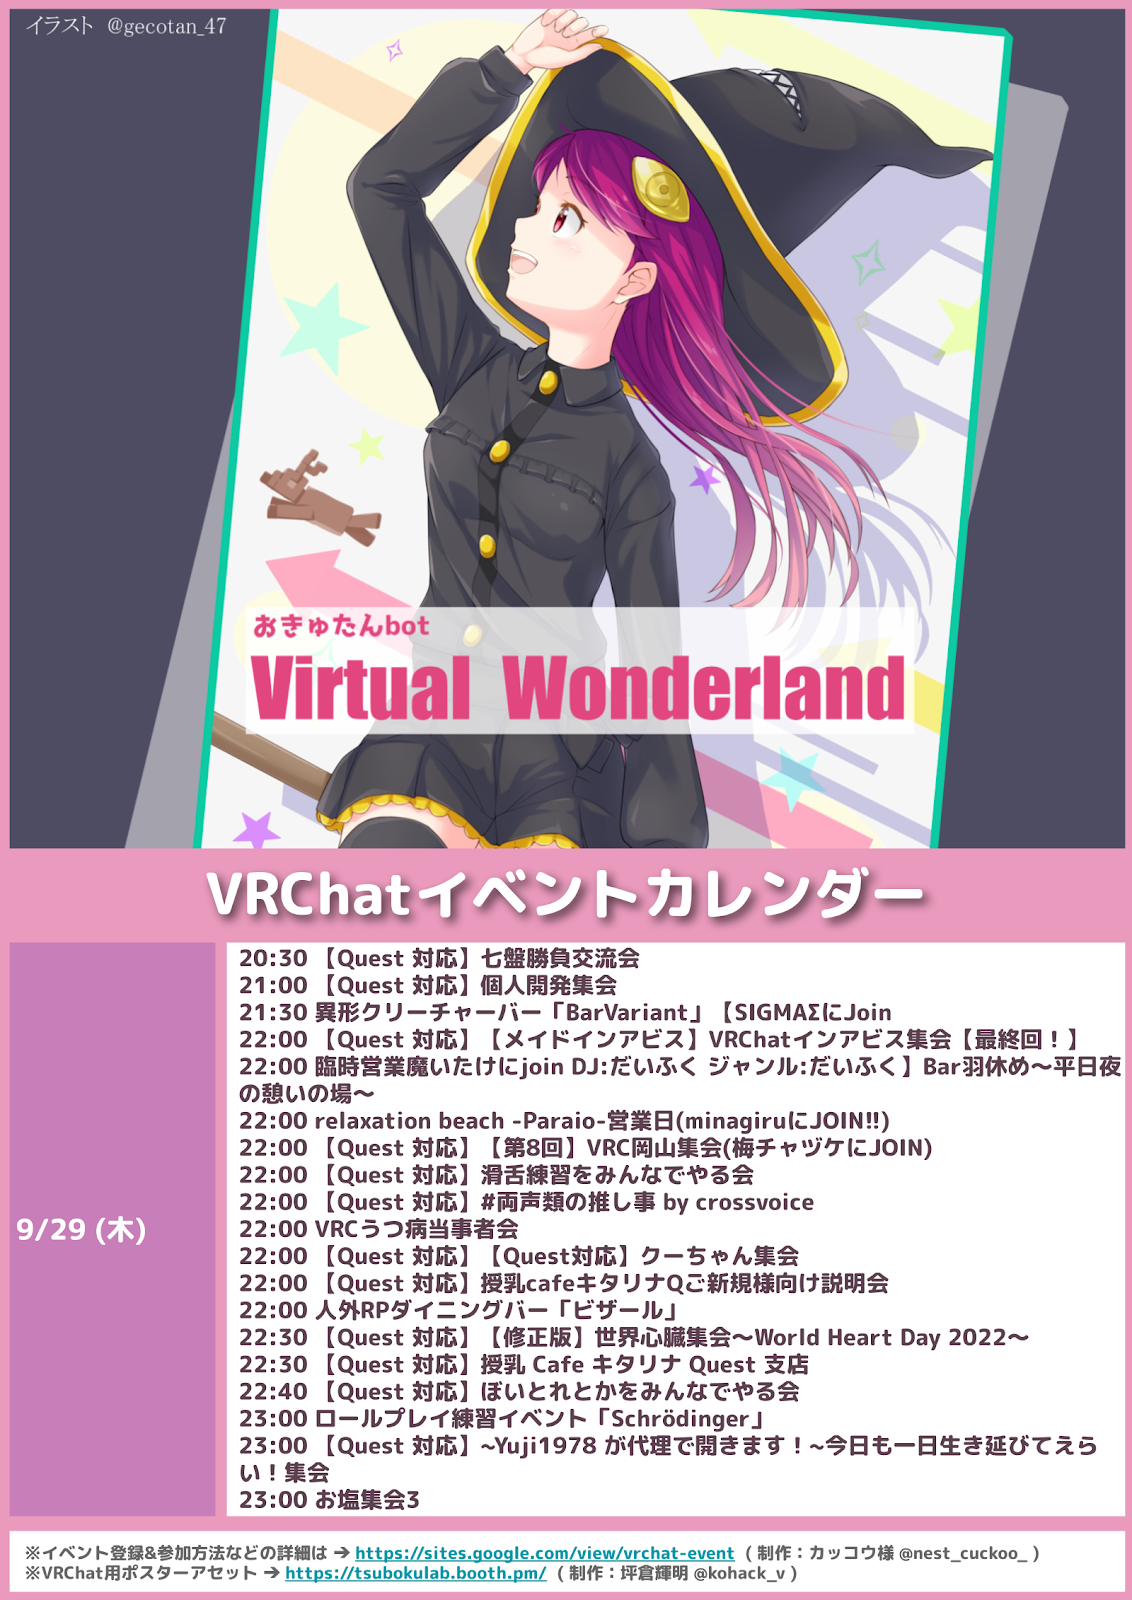 イラスト @gecotan_47
おきゅたんbot
Virtual Wonderland
VRChatイベントカレンダー
9/29 (木)
20:30 【Quest 対応】七盤勝負交流会
21:00 【Quest 対応】個人開発集会
21:30 異形クリーチャーバー「BarVariant」【SIGMAΣにJoin
22:00 【Quest 対応】【メイドインアビス】VRChatインアビス集会【最終回！】
22:00 臨時営業魔いたけにjoin DJ:だいふく ジャンル:だいふく】Bar羽休め～平日夜
の憩いの場～
22:00 relaxation beach -Paraio-営業日(minagiruにJOIN!!)
22:00 【Quest 対応】【第8回】VRC岡山集会(梅チャヅケにJOIN)
22:00 【Quest 対応】滑舌練習をみんなでやる会
22:00 【Quest 対応】#両声類の推し事 by crossvoice
22:00 VRCうつ病当事者会
22:00 【Quest 対応】【Quest対応】クーちゃん集会
22:00 【Quest 対応】授乳cafeキタリナQご新規様向け説明会
22:00 人外RPダイニングバー「ビザール」
22:30 【Quest 対応】【修正版】世界心臓集会～World Heart Day 2022～
22:30 【Quest 対応】授乳 Cafe キタリナ Quest 支店
22:40 【Quest 対応】ぼいとれとかをみんなでやる会
23:00 ロールプレイ練習イベント「Schrödinger」
23:00 【Quest 対応】~Yuji1978 が代理で開きます！~今日も一日生き延びてえら
い！集会
23:00 お塩集会3
※イベント登録&参加方法などの詳細は → https://sites.google.com/view/vrchat-event ( 制作：カッコウ様 @nest_cuckoo_ )
※VRChat用ポスターアセット → https://tsubokulab.booth.pm/ ( 制作：坪倉輝明 @kohack_v )